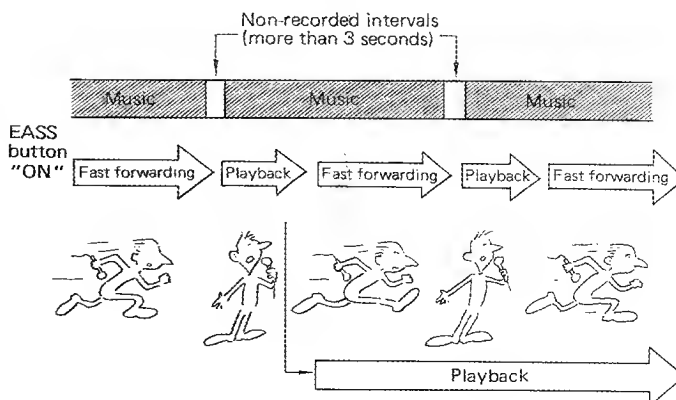 Non-recorded intervals
(more than 3 seconds)
Music Music Music
EASS
button
"ON"
Fast forwarding Playback Fast forwarding Playback Fast forwarding
Playback